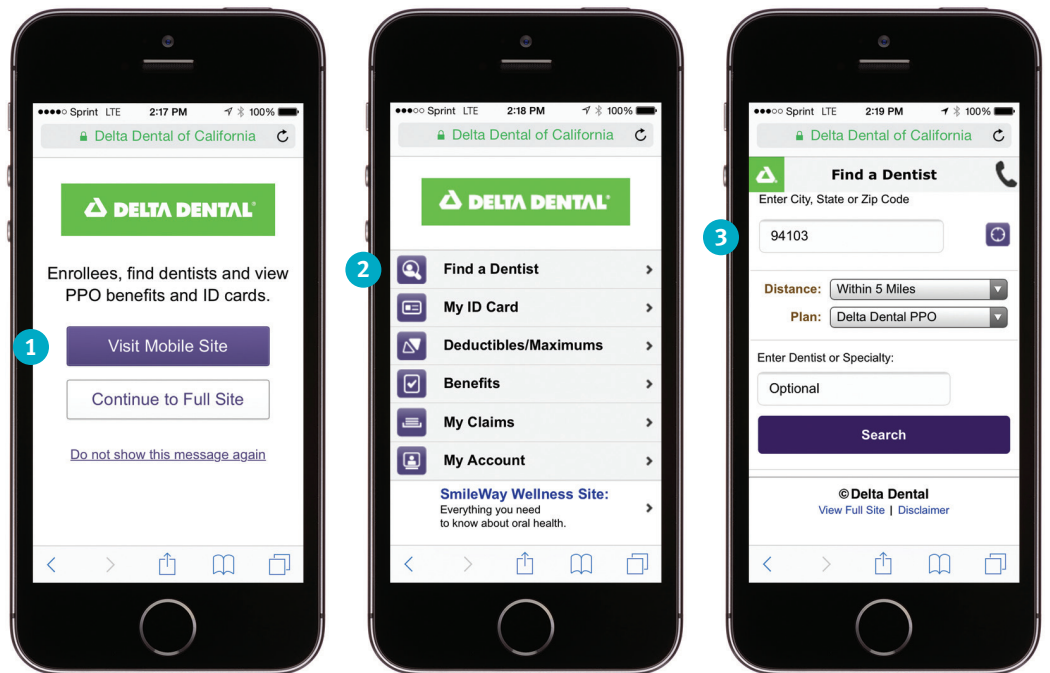 ●●●●○ Sprint LTE 2:17 PM 100%
Delta Dental of California
DELTA DENTAL®
Enrollees, find dentists and view
PPO benefits and ID cards.
1
Visit Mobile Site
Continue to Full Site
Do not show this message again
●●●○○ Sprint LTE 2:18 PM 100%
Delta Dental of California
DELTA DENTAL®
2
Find a Dentist
My ID Card
Deductibles/Maximums
Benefits
My Claims
My Account
SmileWay Wellness Site:
Everything you need
to know about oral health.
●●●○○ Sprint LTE 2:19 PM 100%
Delta Dental of California
Find a Dentist
Enter City, State or Zip Code
3
94103
Distance: Within 5 Miles
Plan: Delta Dental PPO
Enter Dentist or Specialty:
Optional
Search
© Delta Dental
View Full Site | Disclaimer